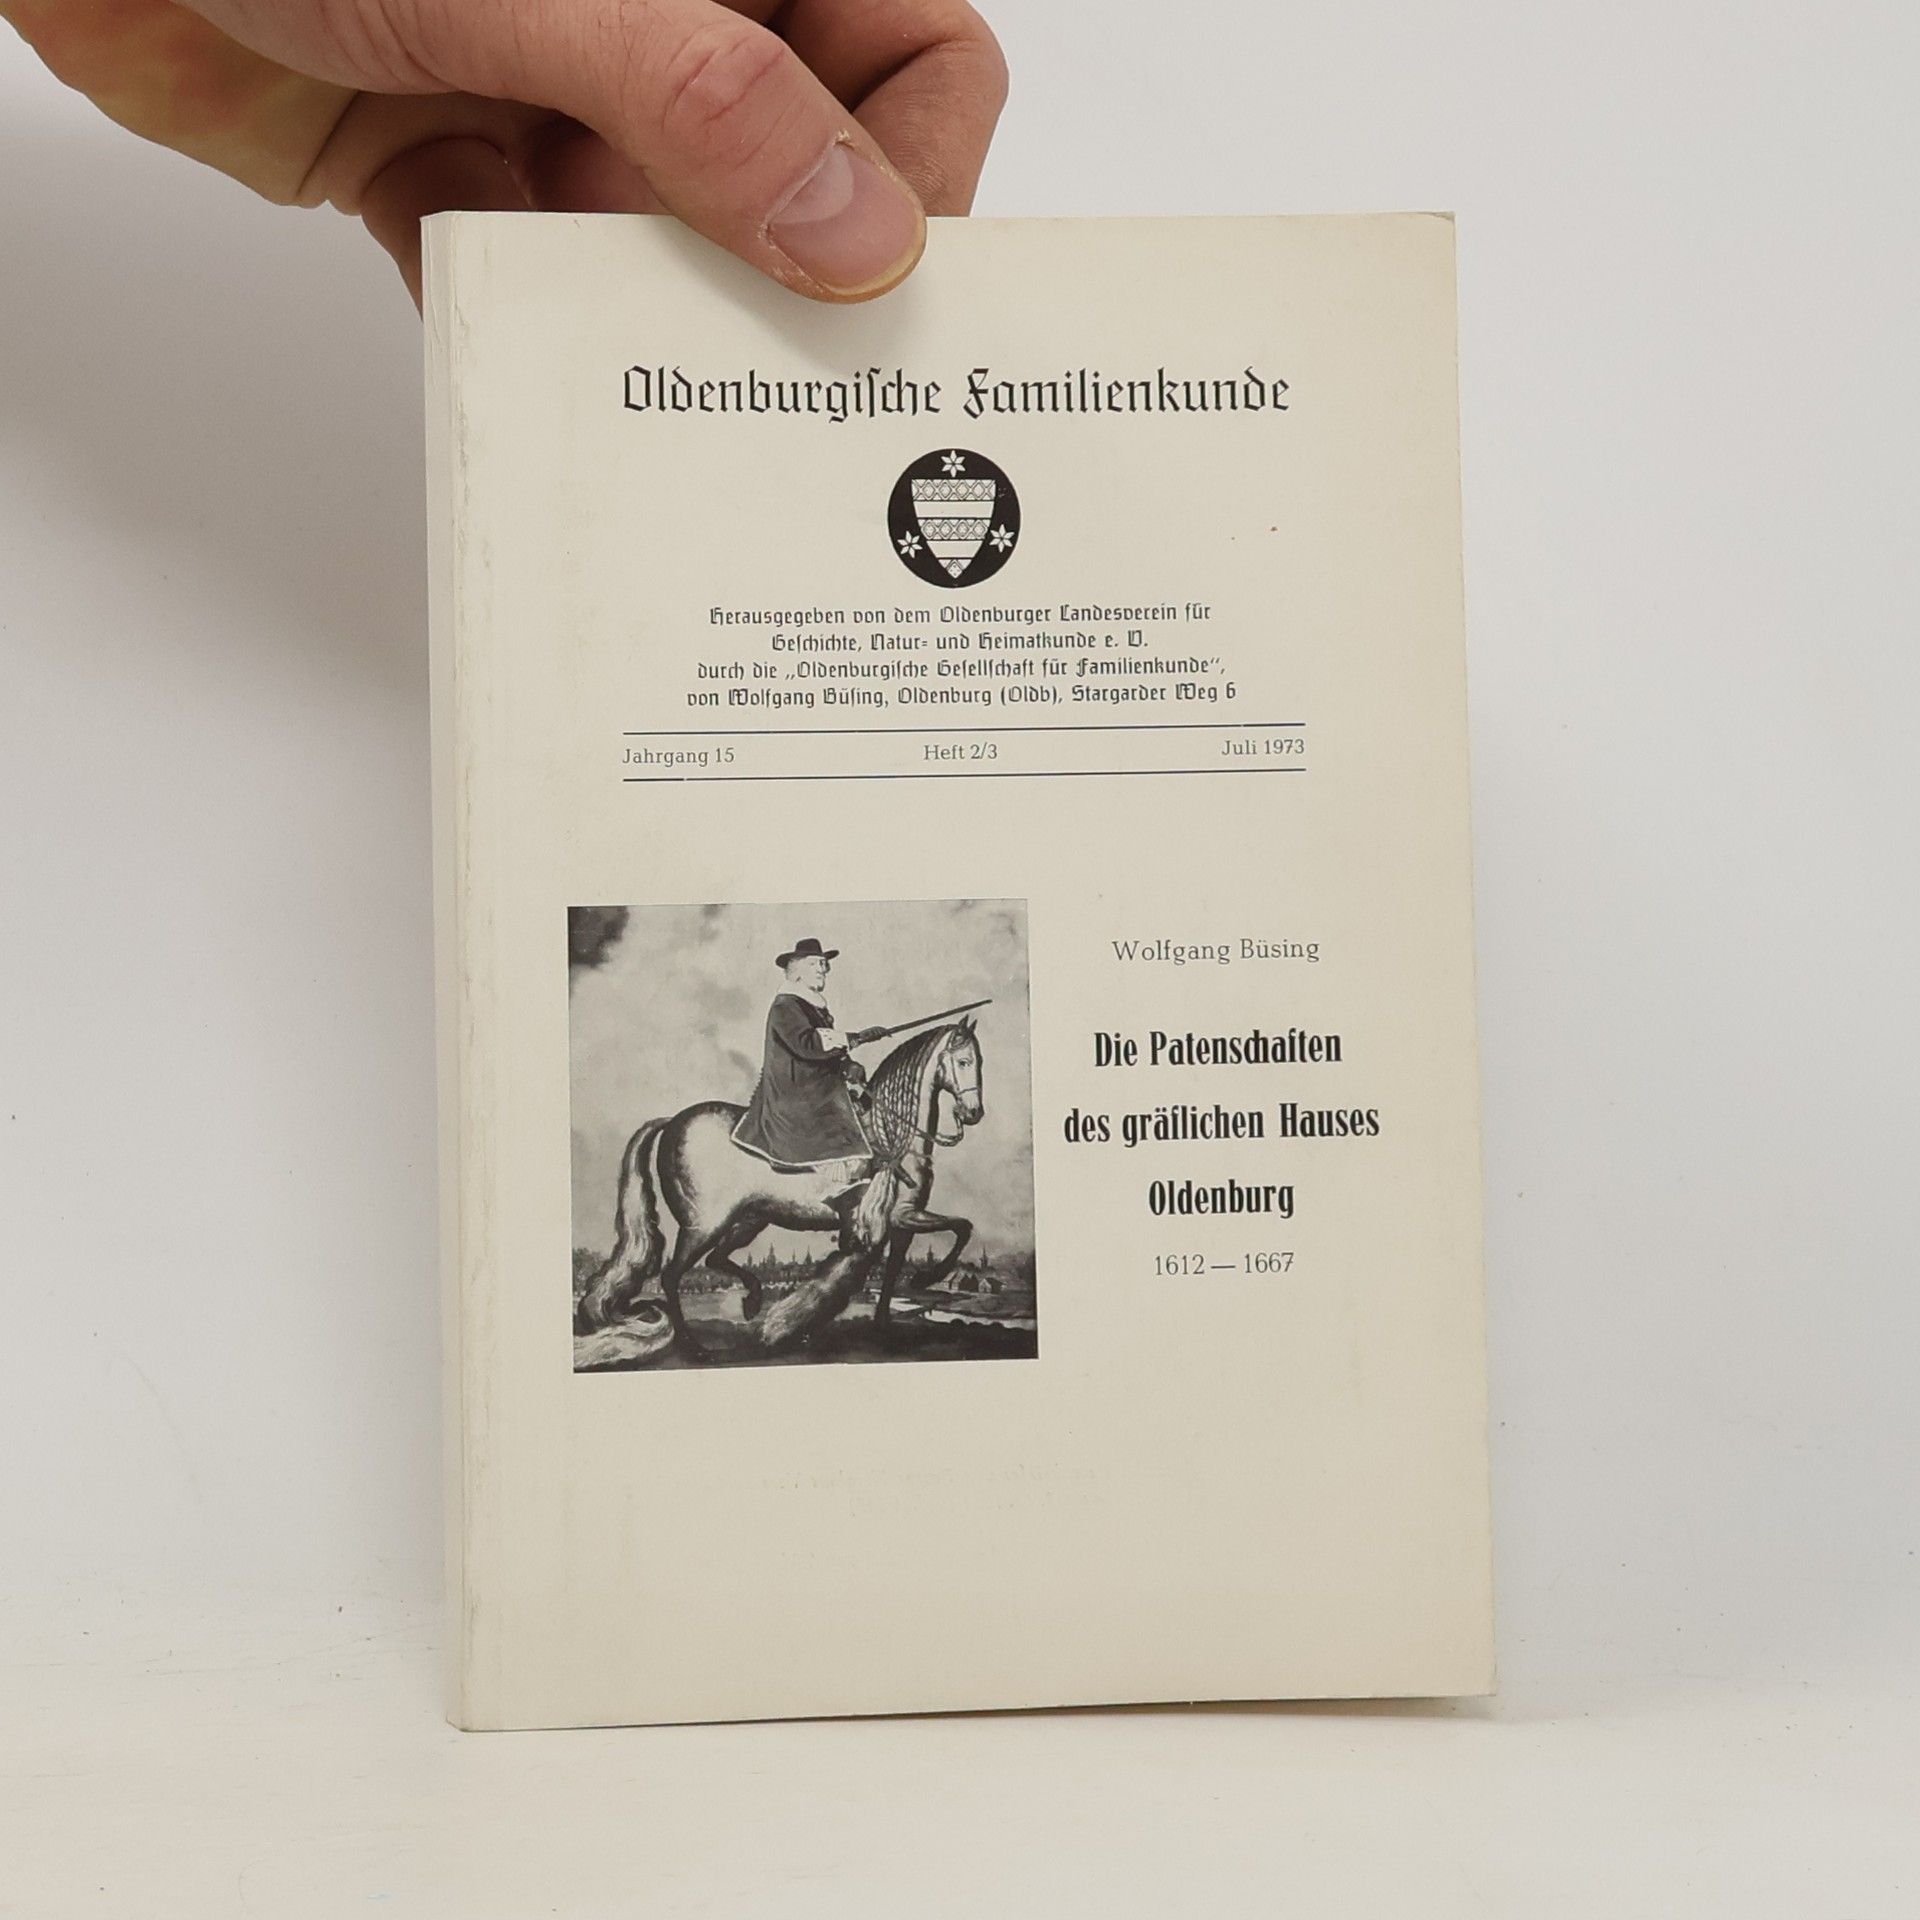 Oldenburgiſche Familienkunde
Herausgegeben von dem Oldenburger Landesverein für
Geſchichte, Natur- und Heimatkunde e. V.
durch die „Oldenburgiſche Geſellſchaft für Familienkunde“,
von Wolfgang Büſing, Oldenburg (Oldb), Stargarder Weg 6
Jahrgang 15 Heft 2/3 Juli 1973
Wolfgang Büsing
Die Patenschaften
des gräflichen Hauses
Oldenburg
1612 — 1667